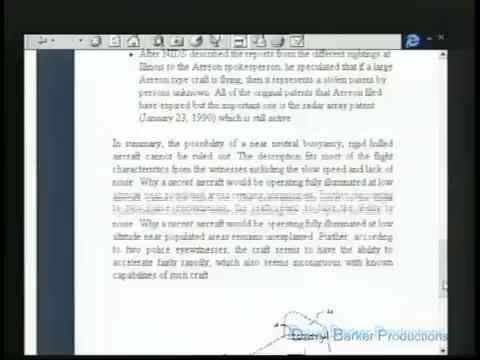 After NIDS described the reports from the different sightings at
Illinois to the Aereon spokesperson, he speculated that if a large
Aereon type craft is flying, then it represents a stolen patent by
persons unknown. All of the original patents that Aereon filed
have expired but the important one is the radar array patent
(January 23, 1990) which is still active.
In summary, the possibility of a near neutral buoyancy, rigid hulled
aircraft cannot be ruled out. The description fits most of the flight
characteristics from the witnesses including the slow speed and lack of
noise. Why a secret aircraft would be operating fully illuminated at low
altitude
noise. Why a secret aircraft would be operating fully illuminated at low
altitude near populated areas remains unexplained. Further, according
to two police eyewitnesses, the craft seems to have the ability to
accelerate fairly rapidly, which also seems incongruous with known
capabilities of such craft
Darryl Barker Productions